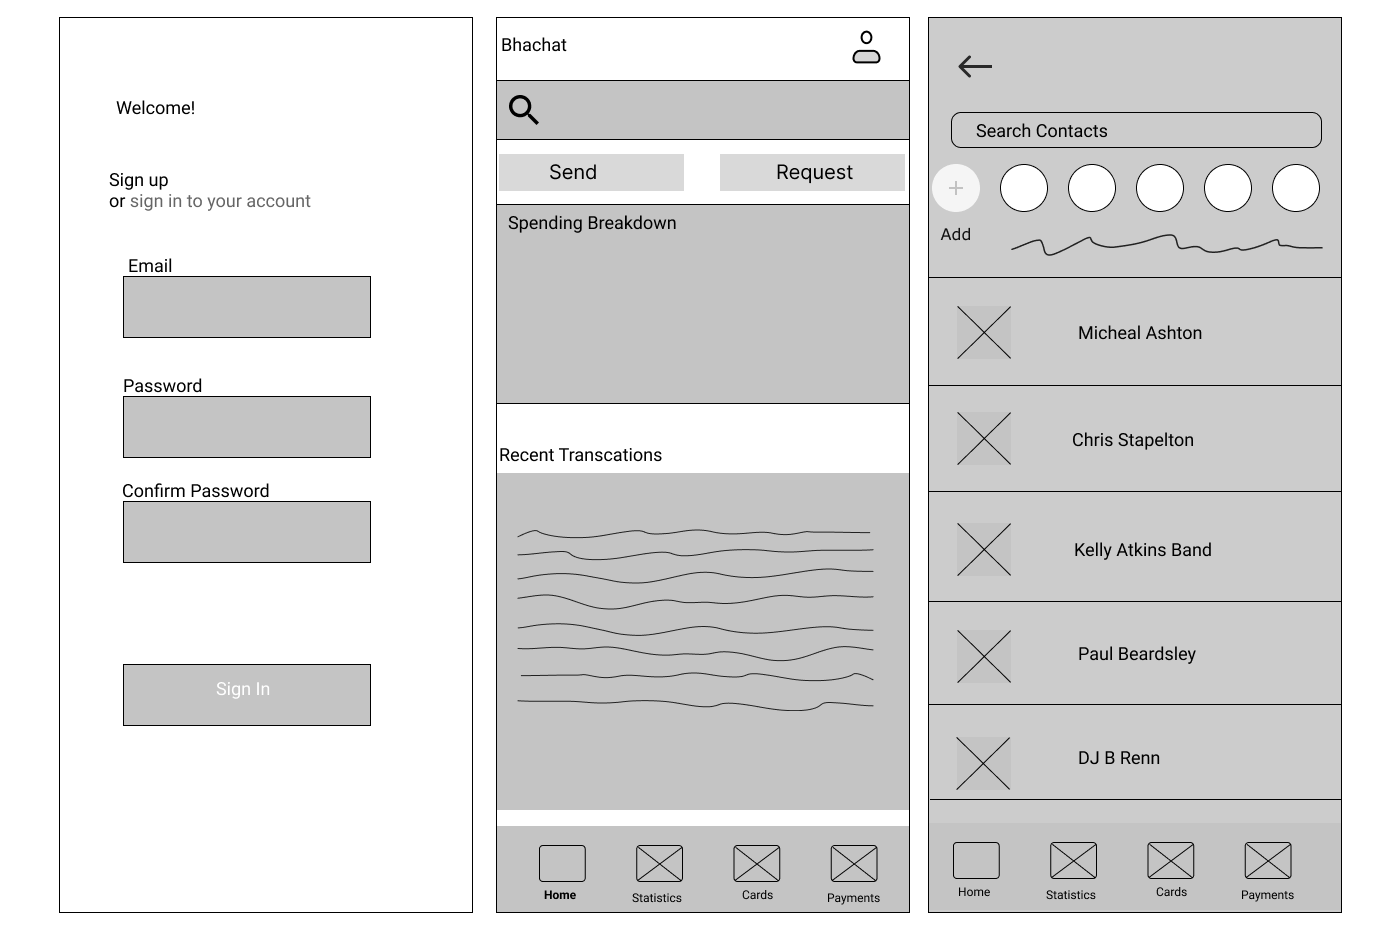 Welcome!
Sign up
or sign in to your account
Email
Password
Confirm Password
Sign In
Bhachat
Send
Request
Spending Breakdown
Recent Transcations
Home
Statistics
Cards
Payments
Search Contacts
+
Add
Micheal Ashton
Chris Stapelton
Kelly Atkins Band
Paul Beardsley
DJ B Renn
Home
Statistics
Cards
Payments